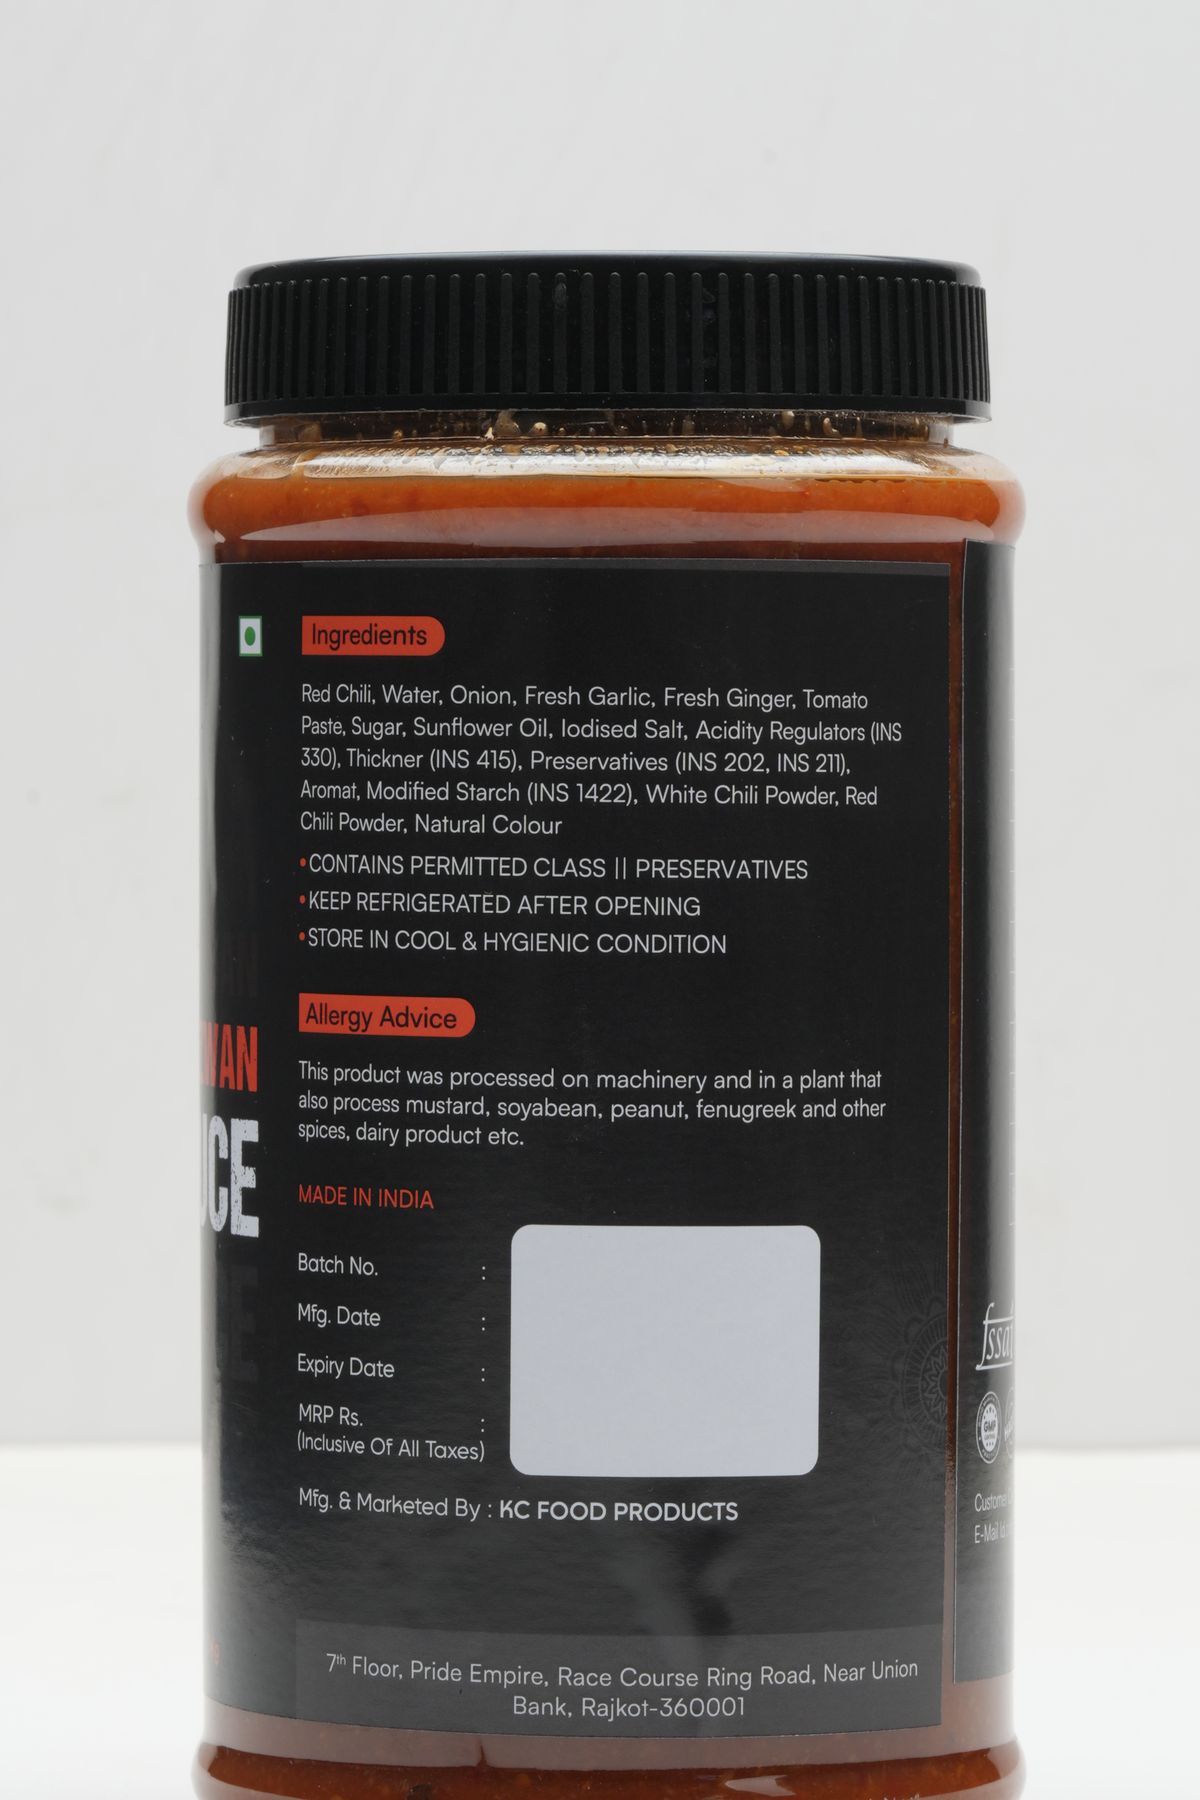 Ingredients
Red Chili, Water, Onion, Fresh Garlic, Fresh Ginger, Tomato
Paste, Sugar, Sunflower Oil, Iodised Salt, Acidity Regulators (INS
330), Thickner (INS 415), Preservatives (INS 202, INS 211),
Aromat, Modified Starch (INS 1422), White Chili Powder, Red
Chili Powder, Natural Colour
•CONTAINS PERMITTED CLASS || PRESERVATIVES
•KEEP REFRIGERATED AFTER OPENING
•STORE IN COOL & HYGIENIC CONDITION
Allergy Advice
This product was processed on machinery and in a plant that
also process mustard, soyabean, peanut, fenugreek and other
spices, dairy product etc.
MADE IN INDIA
Batch No. :
Mfg. Date :
Expiry Date :
MRP Rs. :
(Inclusive Of All Taxes)
Mfg. & Marketed By : KC FOOD PRODUCTS
7th Floor, Pride Empire, Race Course Ring Road, Near Union
Bank, Rajkot-360001
fssai
GMP
Customer
E-Mail Id